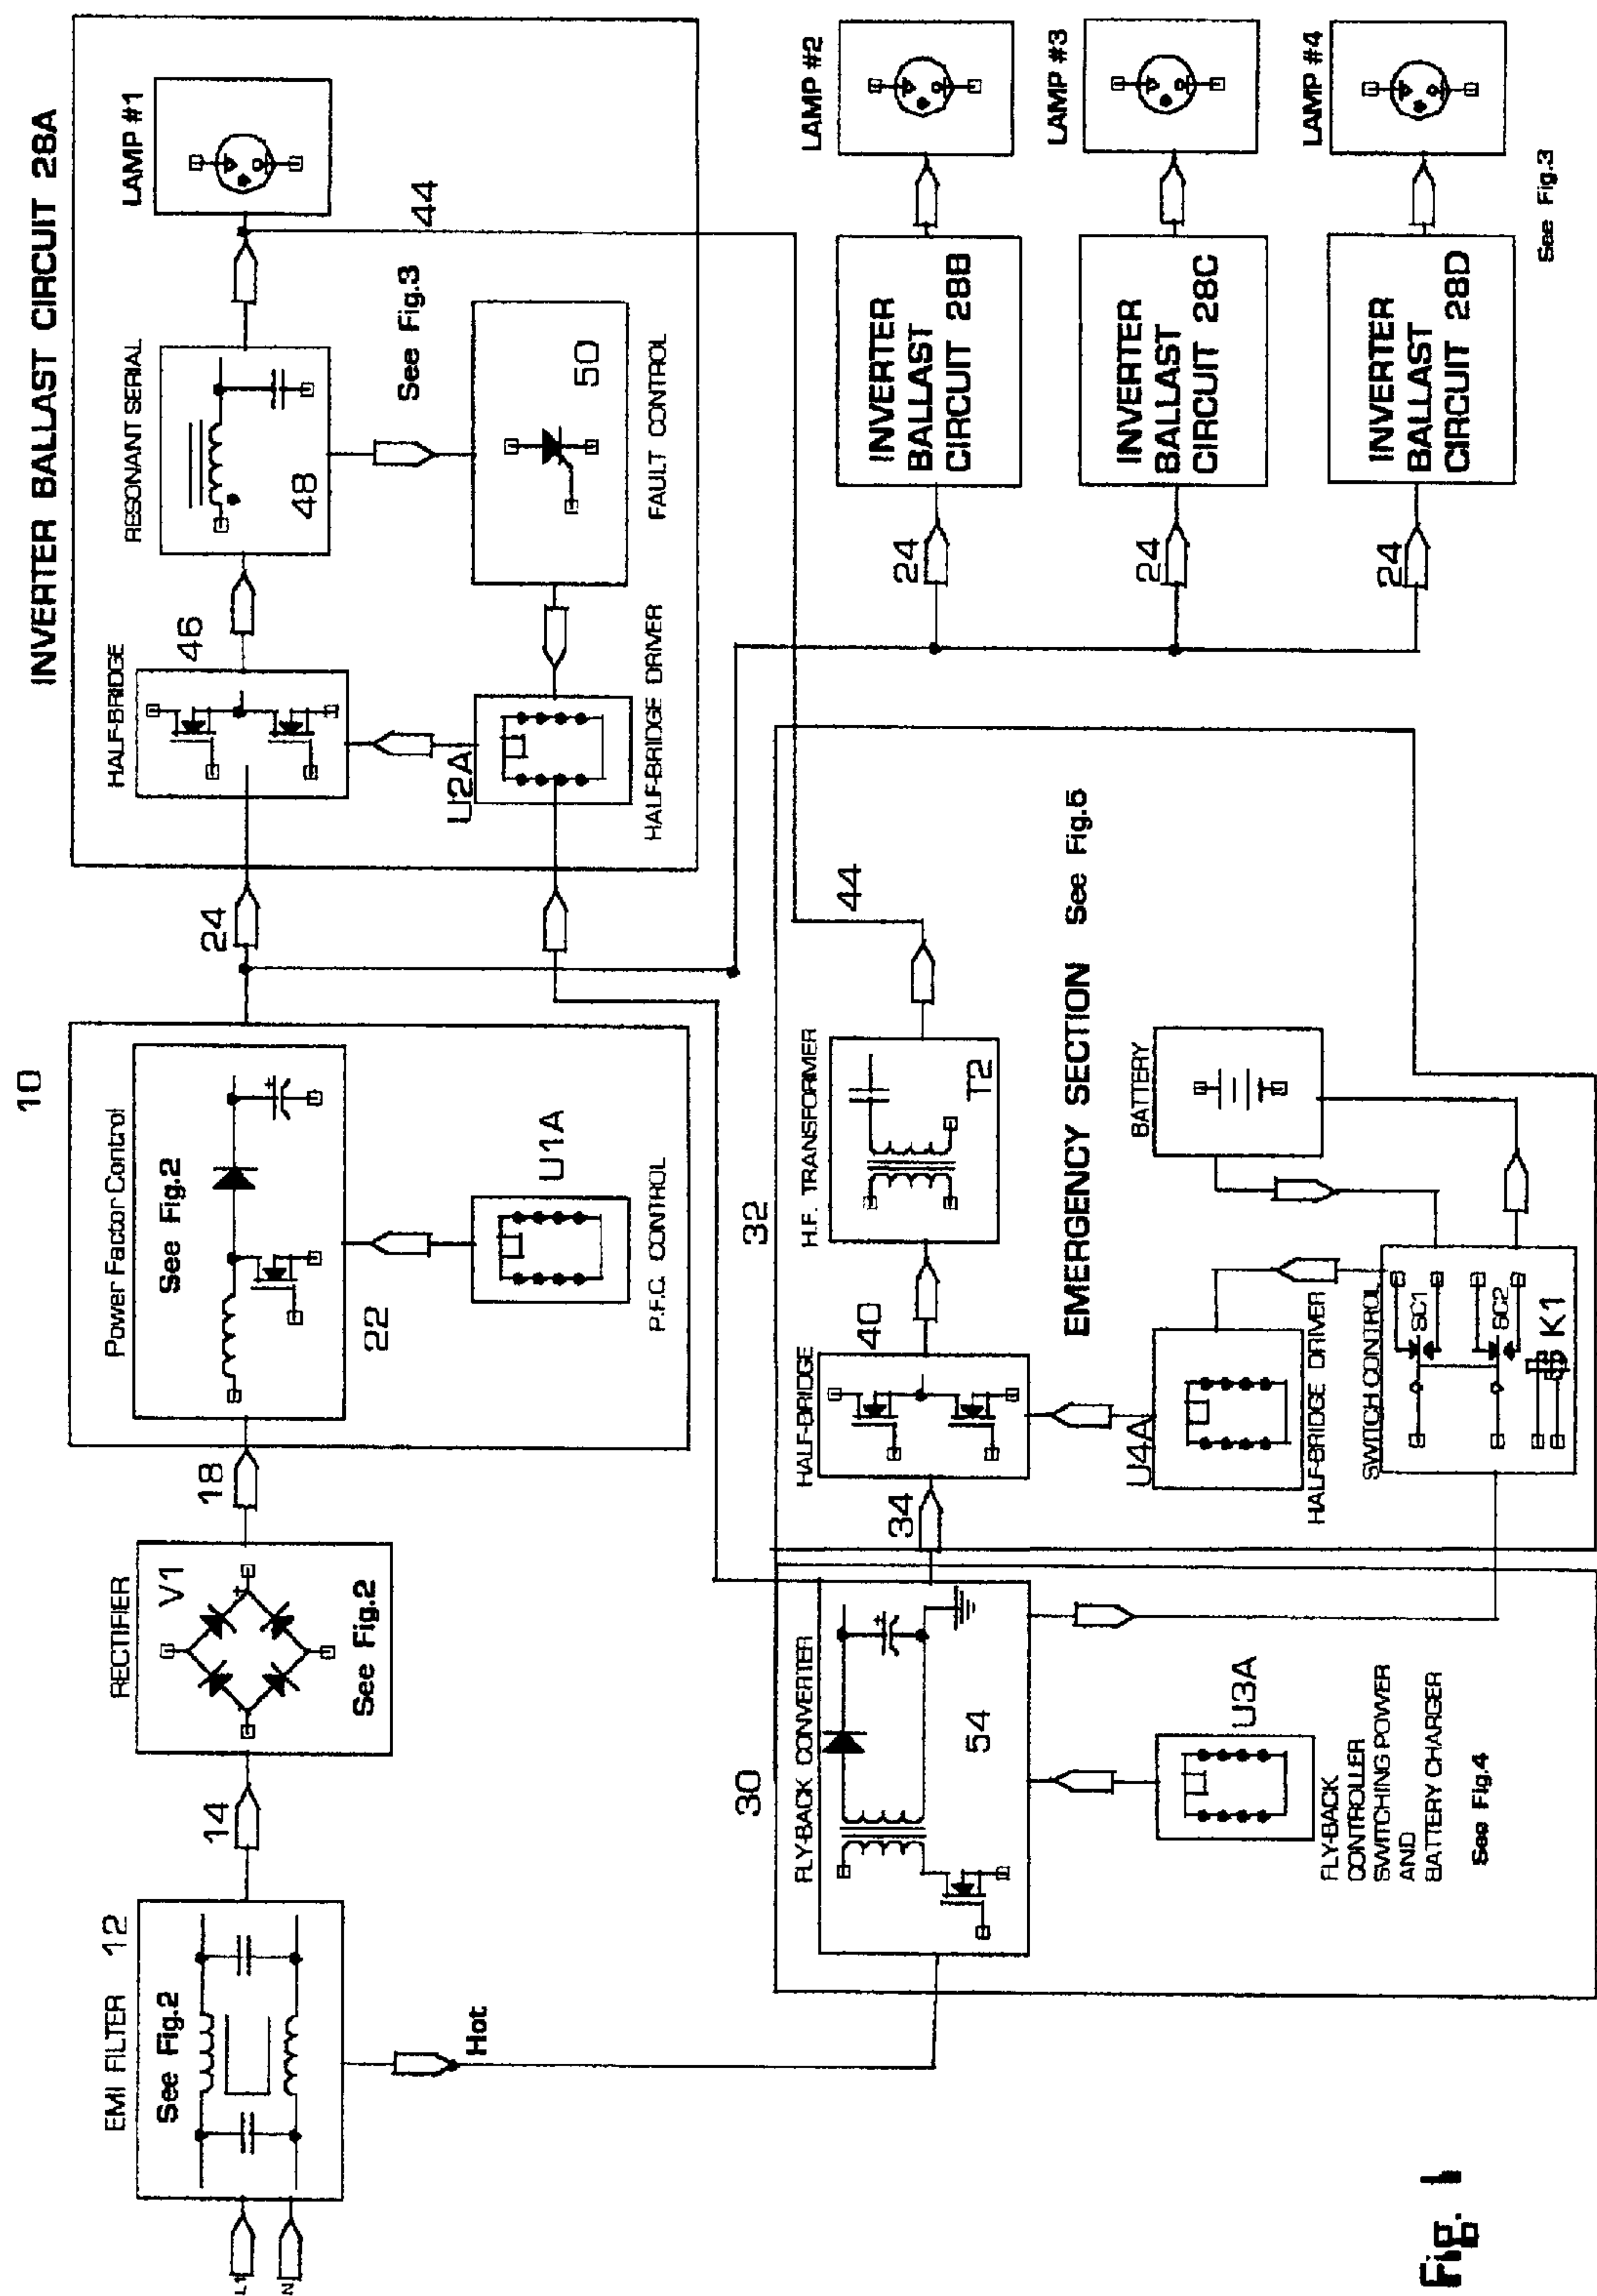 10
INVERTER BALLAST CIRCUIT 28A
EMI FILTER 12
See Fig.2
L1
N
14
RECTIFIER
V1
See Fig.2
18
Power Factor Control
See Fig.2
22
U1A
P.F.C. CONTROL
24
HALF-BRIDGE
46
RESONANT SERIAL
48
LAMP #1
44
See Fig.3
U2A
HALF-BRIDGE DRIVER
50
FAULT CONTROL
Hot
30
FLY-BACK CONVERTER
54
U3A
FLY-BACK
CONTROLLER
SWITCHING POWER
AND
BATTERY CHARGER
See Fig.4
32
34
HALF-BRIDGE
40
H.F. TRANSFORMER
T2
44
EMERGENCY SECTION See Fig.5
U4A
HALF-BRIDGE DRIVER
BATTERY
SWITCH CONTROL
SC1
SC2
K1
24
INVERTER
BALLAST
CIRCUIT 28B
LAMP #2
24
INVERTER
BALLAST
CIRCUIT 28C
LAMP #3
24
INVERTER
BALLAST
CIRCUIT 28D
LAMP #4
See Fig.3
Fig. 1